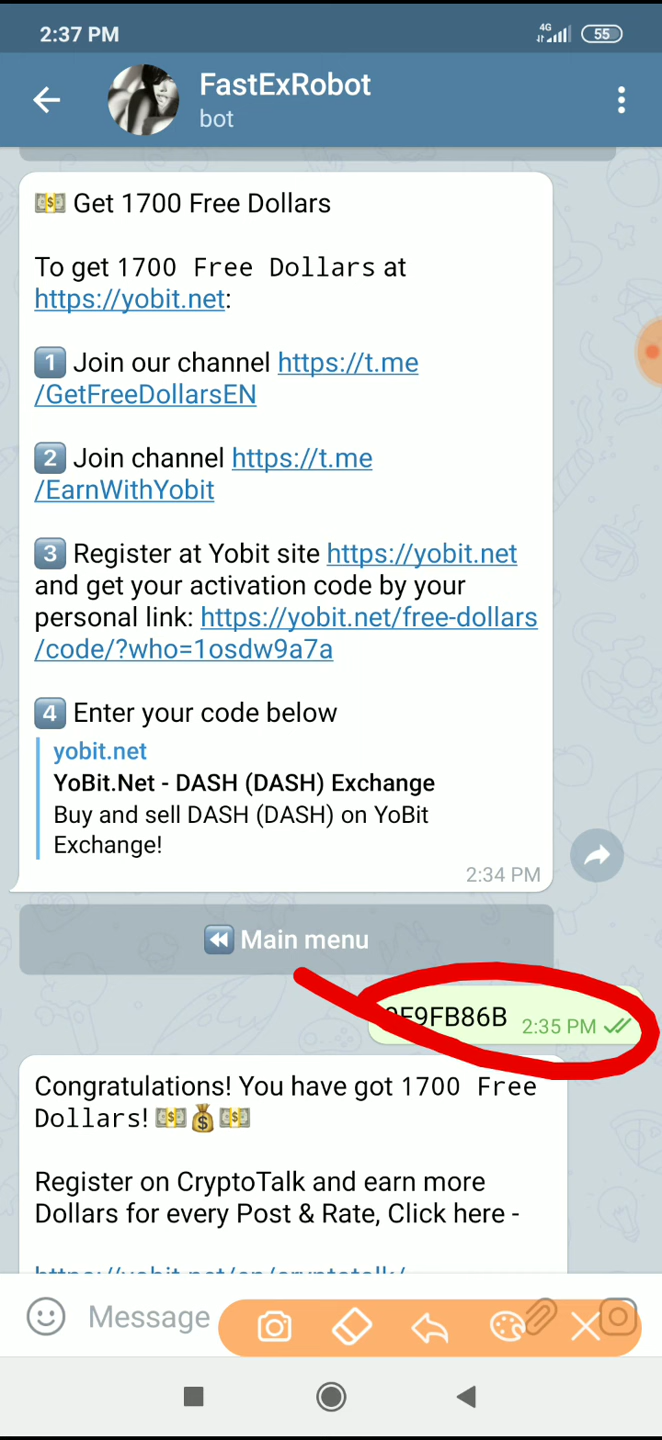 2:37 PM
4G
55
FastExRobot
bot
Get 1700 Free Dollars
To get 1700 Free Dollars at
https://yobit.net:
1 Join our channel https://t.me
/GetFreeDollarsEN
2 Join channel https://t.me
/EarnWithYobit
3 Register at Yobit site https://yobit.net
and get your activation code by your
personal link: https://yobit.net/free-dollars
/code/?who=1osdw9a7a
4 Enter your code below
yobit.net
YoBit.Net - DASH (DASH) Exchange
Buy and sell DASH (DASH) on YoBit
Exchange!
2:34 PM
Main menu
2:35 PM
Congratulations! You have got 1700 Free
Dollars!
Register on CryptoTalk and earn more
Dollars for every Post & Rate, Click here -
Message